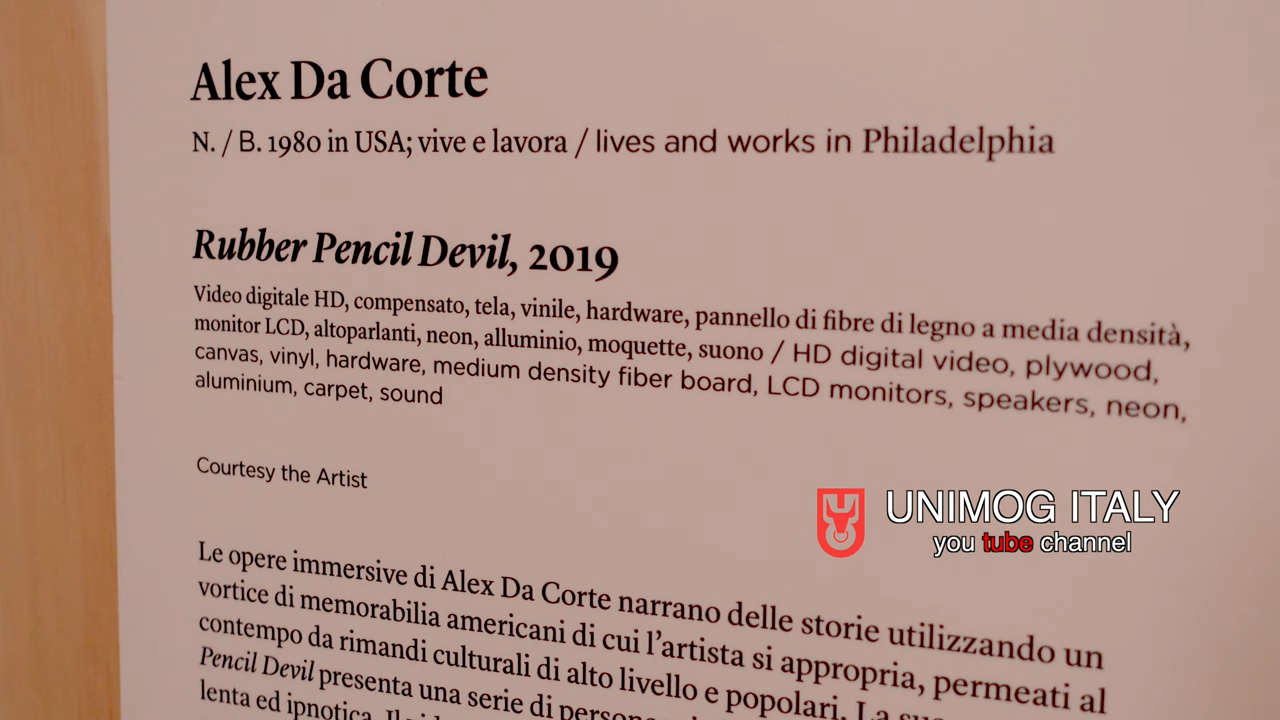 Alex Da Corte
N. / B. 1980 in USA; vive e lavora / lives and works in Philadelphia
Rubber Pencil Devil, 2019
Video digitale HD, compensato, tela, vinile, hardware, pannello di fibre di legno a media densità,
monitor LCD, altoparlanti, neon, alluminio, moquette, suono / HD digital video, plywood,
canvas, vinyl, hardware, medium density fiber board, LCD monitors, speakers, neon,
aluminium, carpet, sound
Courtesy the Artist
UNIMOG ITALY
you tube channel
Le opere immersive di Alex Da Corte narrano delle storie utilizzando un
vortice di memorabilia americani di cui l'artista si appropria, permeati al
contempo da rimandi culturali di alto livello e popolari. La
Pencil Devil presenta una serie di
lenta ed ipnotica.